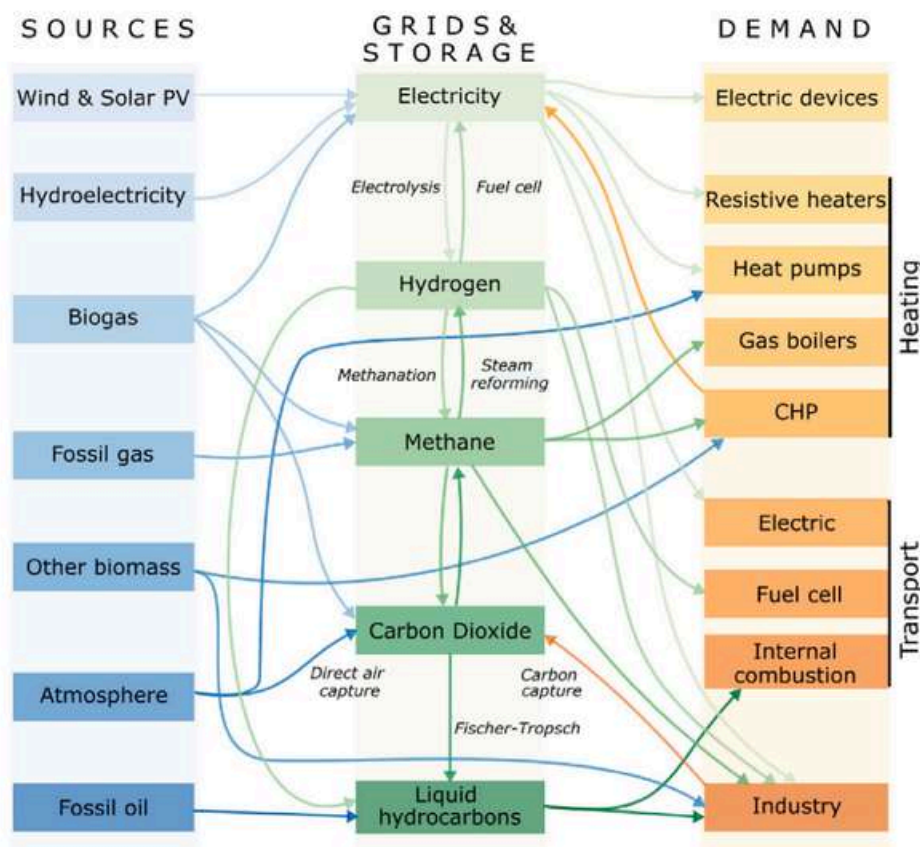 SOURCES
GRIDS &
STORAGE
DEMAND
Wind & Solar PV
Electricity
Electric devices
Hydroelectricity
Electrolysis
Fuel cell
Resistive heaters
Heat pumps
Hydrogen
Biogas
Gas boilers
Heating
Methanation
Steam
reforming
CHP
Fossil gas
Methane
Electric
Other biomass
Fuel cell
Transport
Carbon Dioxide
Internal
combustion
Atmosphere
Direct air
capture
Carbon
capture
Fischer-Tropsch
Fossil oil
Liquid
hydrocarbons
Industry